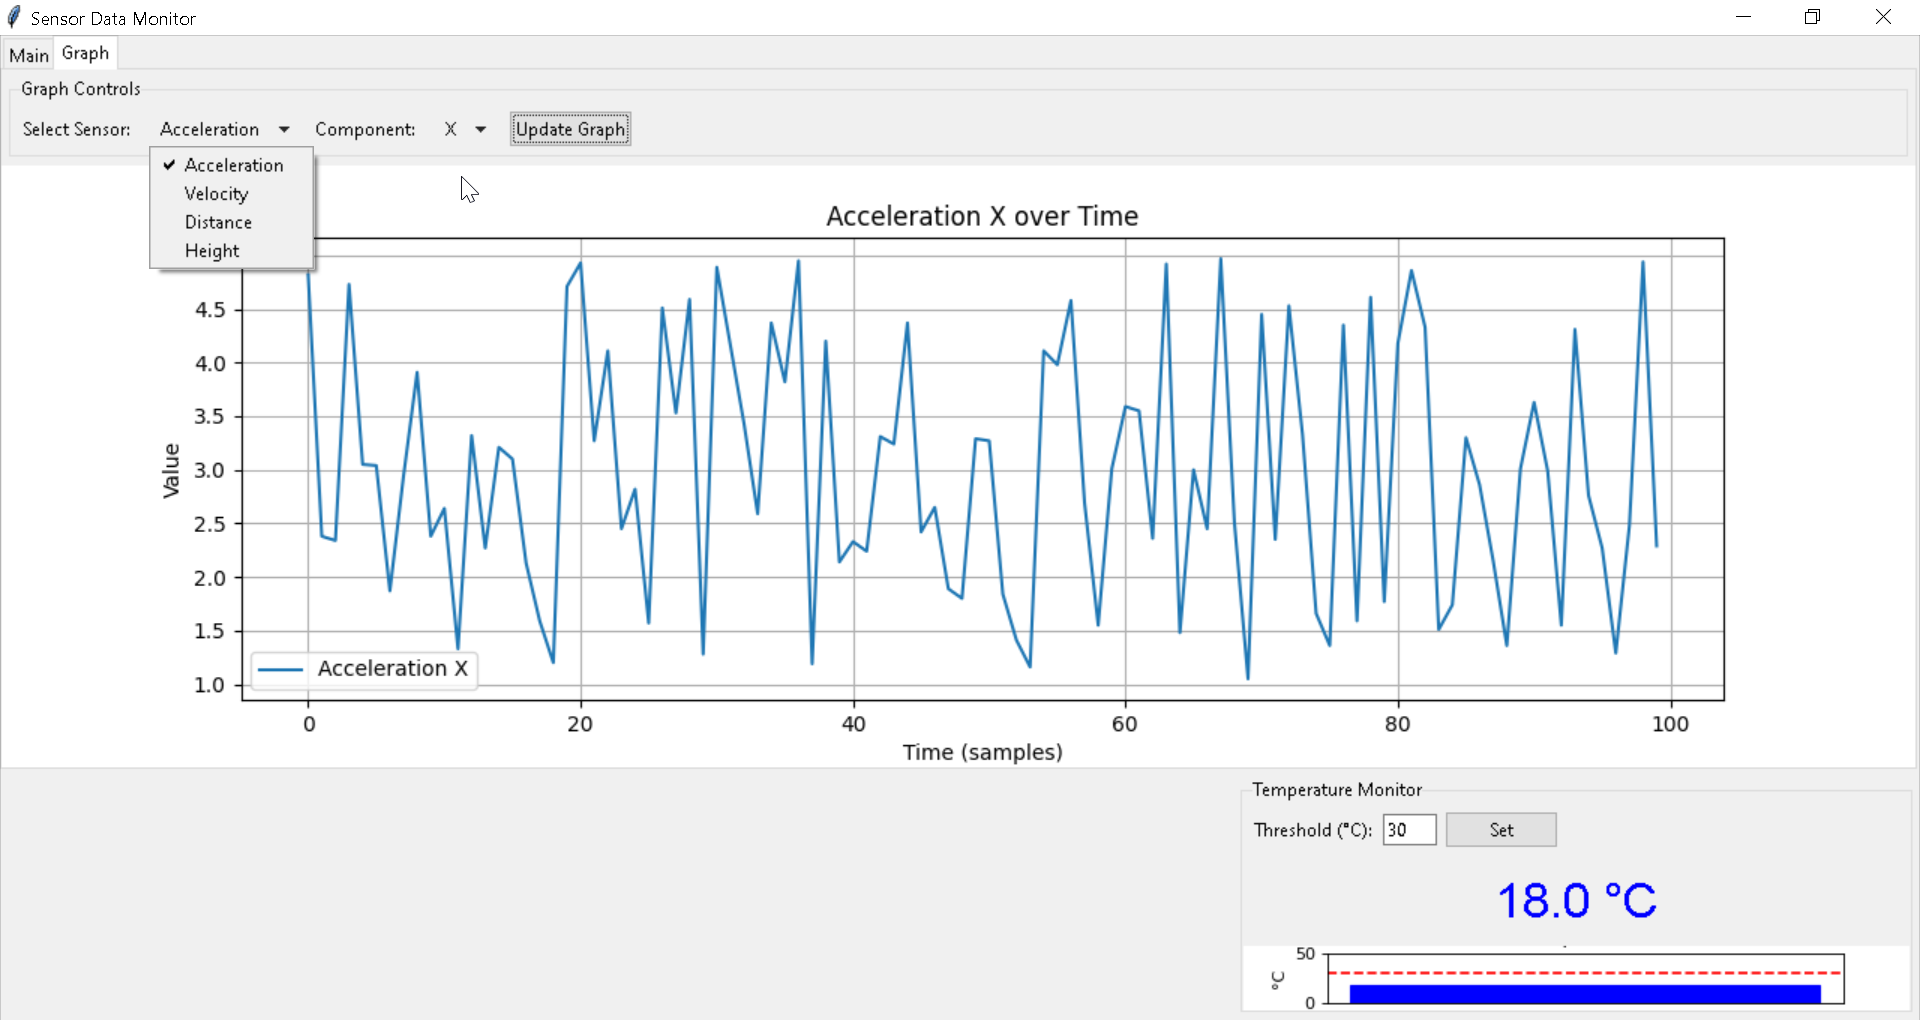 Sensor Data Monitor
Main Graph
Graph Controls
Select Sensor: Acceleration Component: X Update Graph
✓ Acceleration
Velocity
Distance
Height
Acceleration X over Time
4.5
4.0
3.5
3.0
2.5
2.0
1.5
1.0
Value
Acceleration X
0 20 40 60 80 100
Time (samples)
Temperature Monitor
Threshold (°C): 30 Set
18.0 °C
50
°C
0